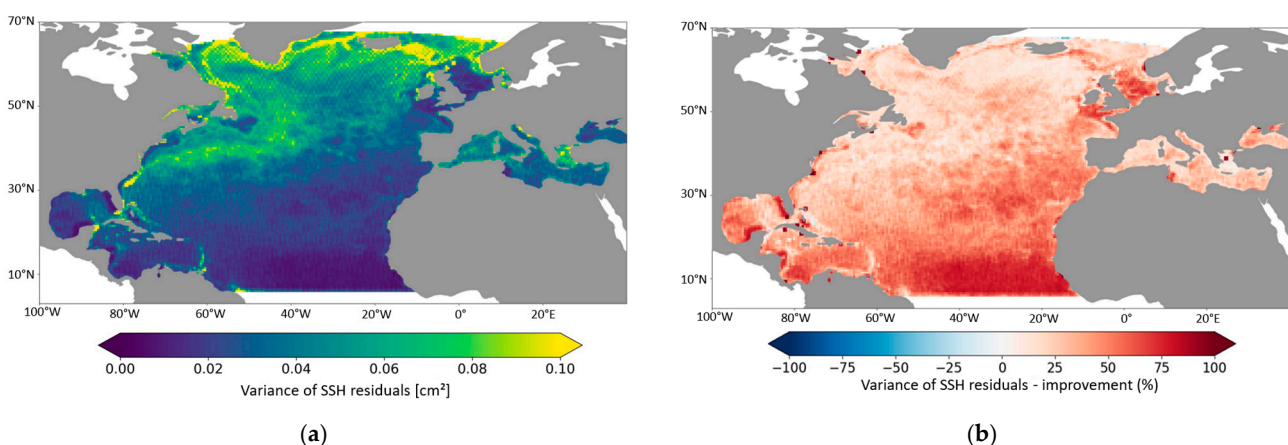 70°N
50°N
30°N
10°N
100°W 80°W 60°W 40°W 20°W 0° 20°E
0.00 0.02 0.04 0.06 0.08 0.10
Variance of SSH residuals [cm²]
(a)
70°N
50°N
30°N
10°N
100°W 80°W 60°W 40°W 20°W 0° 20°E
−100 −75 −50 −25 0 25 50 75 100
Variance of SSH residuals - improvement (%)
(b)